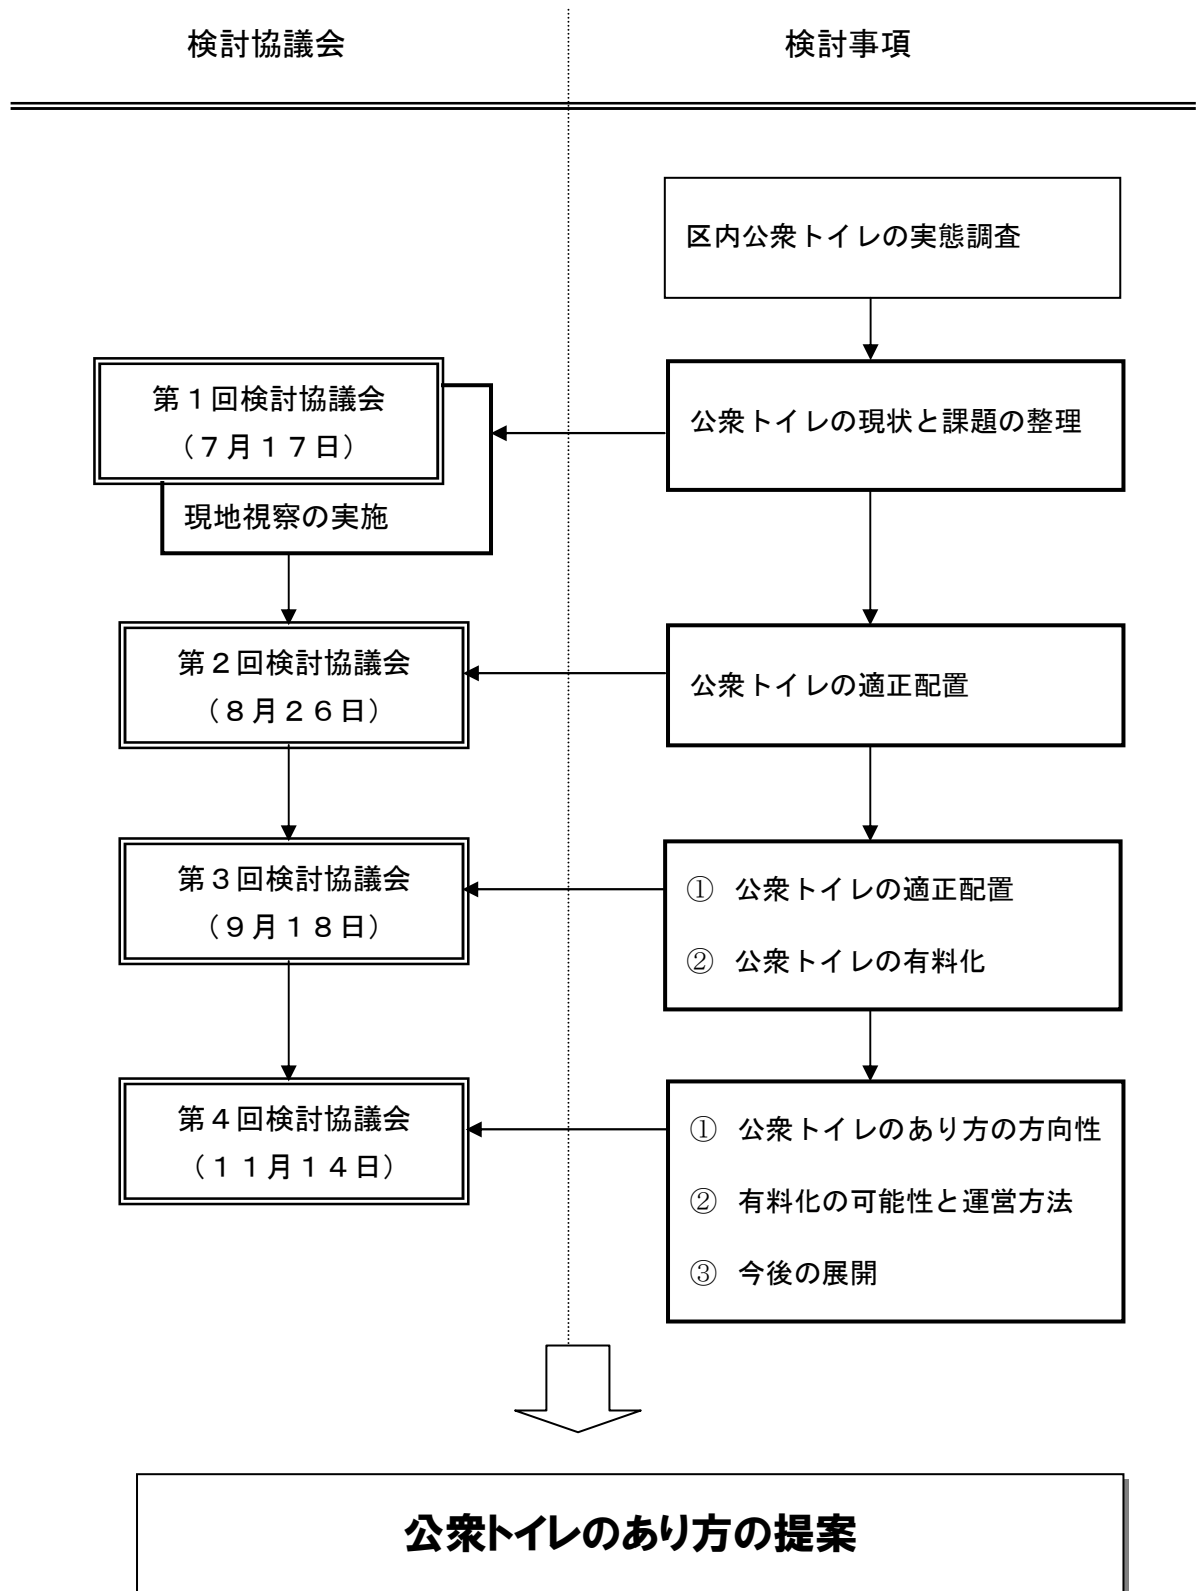 検討協議会
検討事項
区内公衆トイレの実態調査
第１回検討協議会
（７月１７日）
現地視察の実施
公衆トイレの現状と課題の整理
第２回検討協議会
（８月２６日）
公衆トイレの適正配置
第３回検討協議会
（９月１８日）
① 公衆トイレの適正配置
② 公衆トイレの有料化
第４回検討協議会
（１１月１４日）
① 公衆トイレのあり方の方向性
② 有料化の可能性と運営方法
③ 今後の展開
公衆トイレのあり方の提案